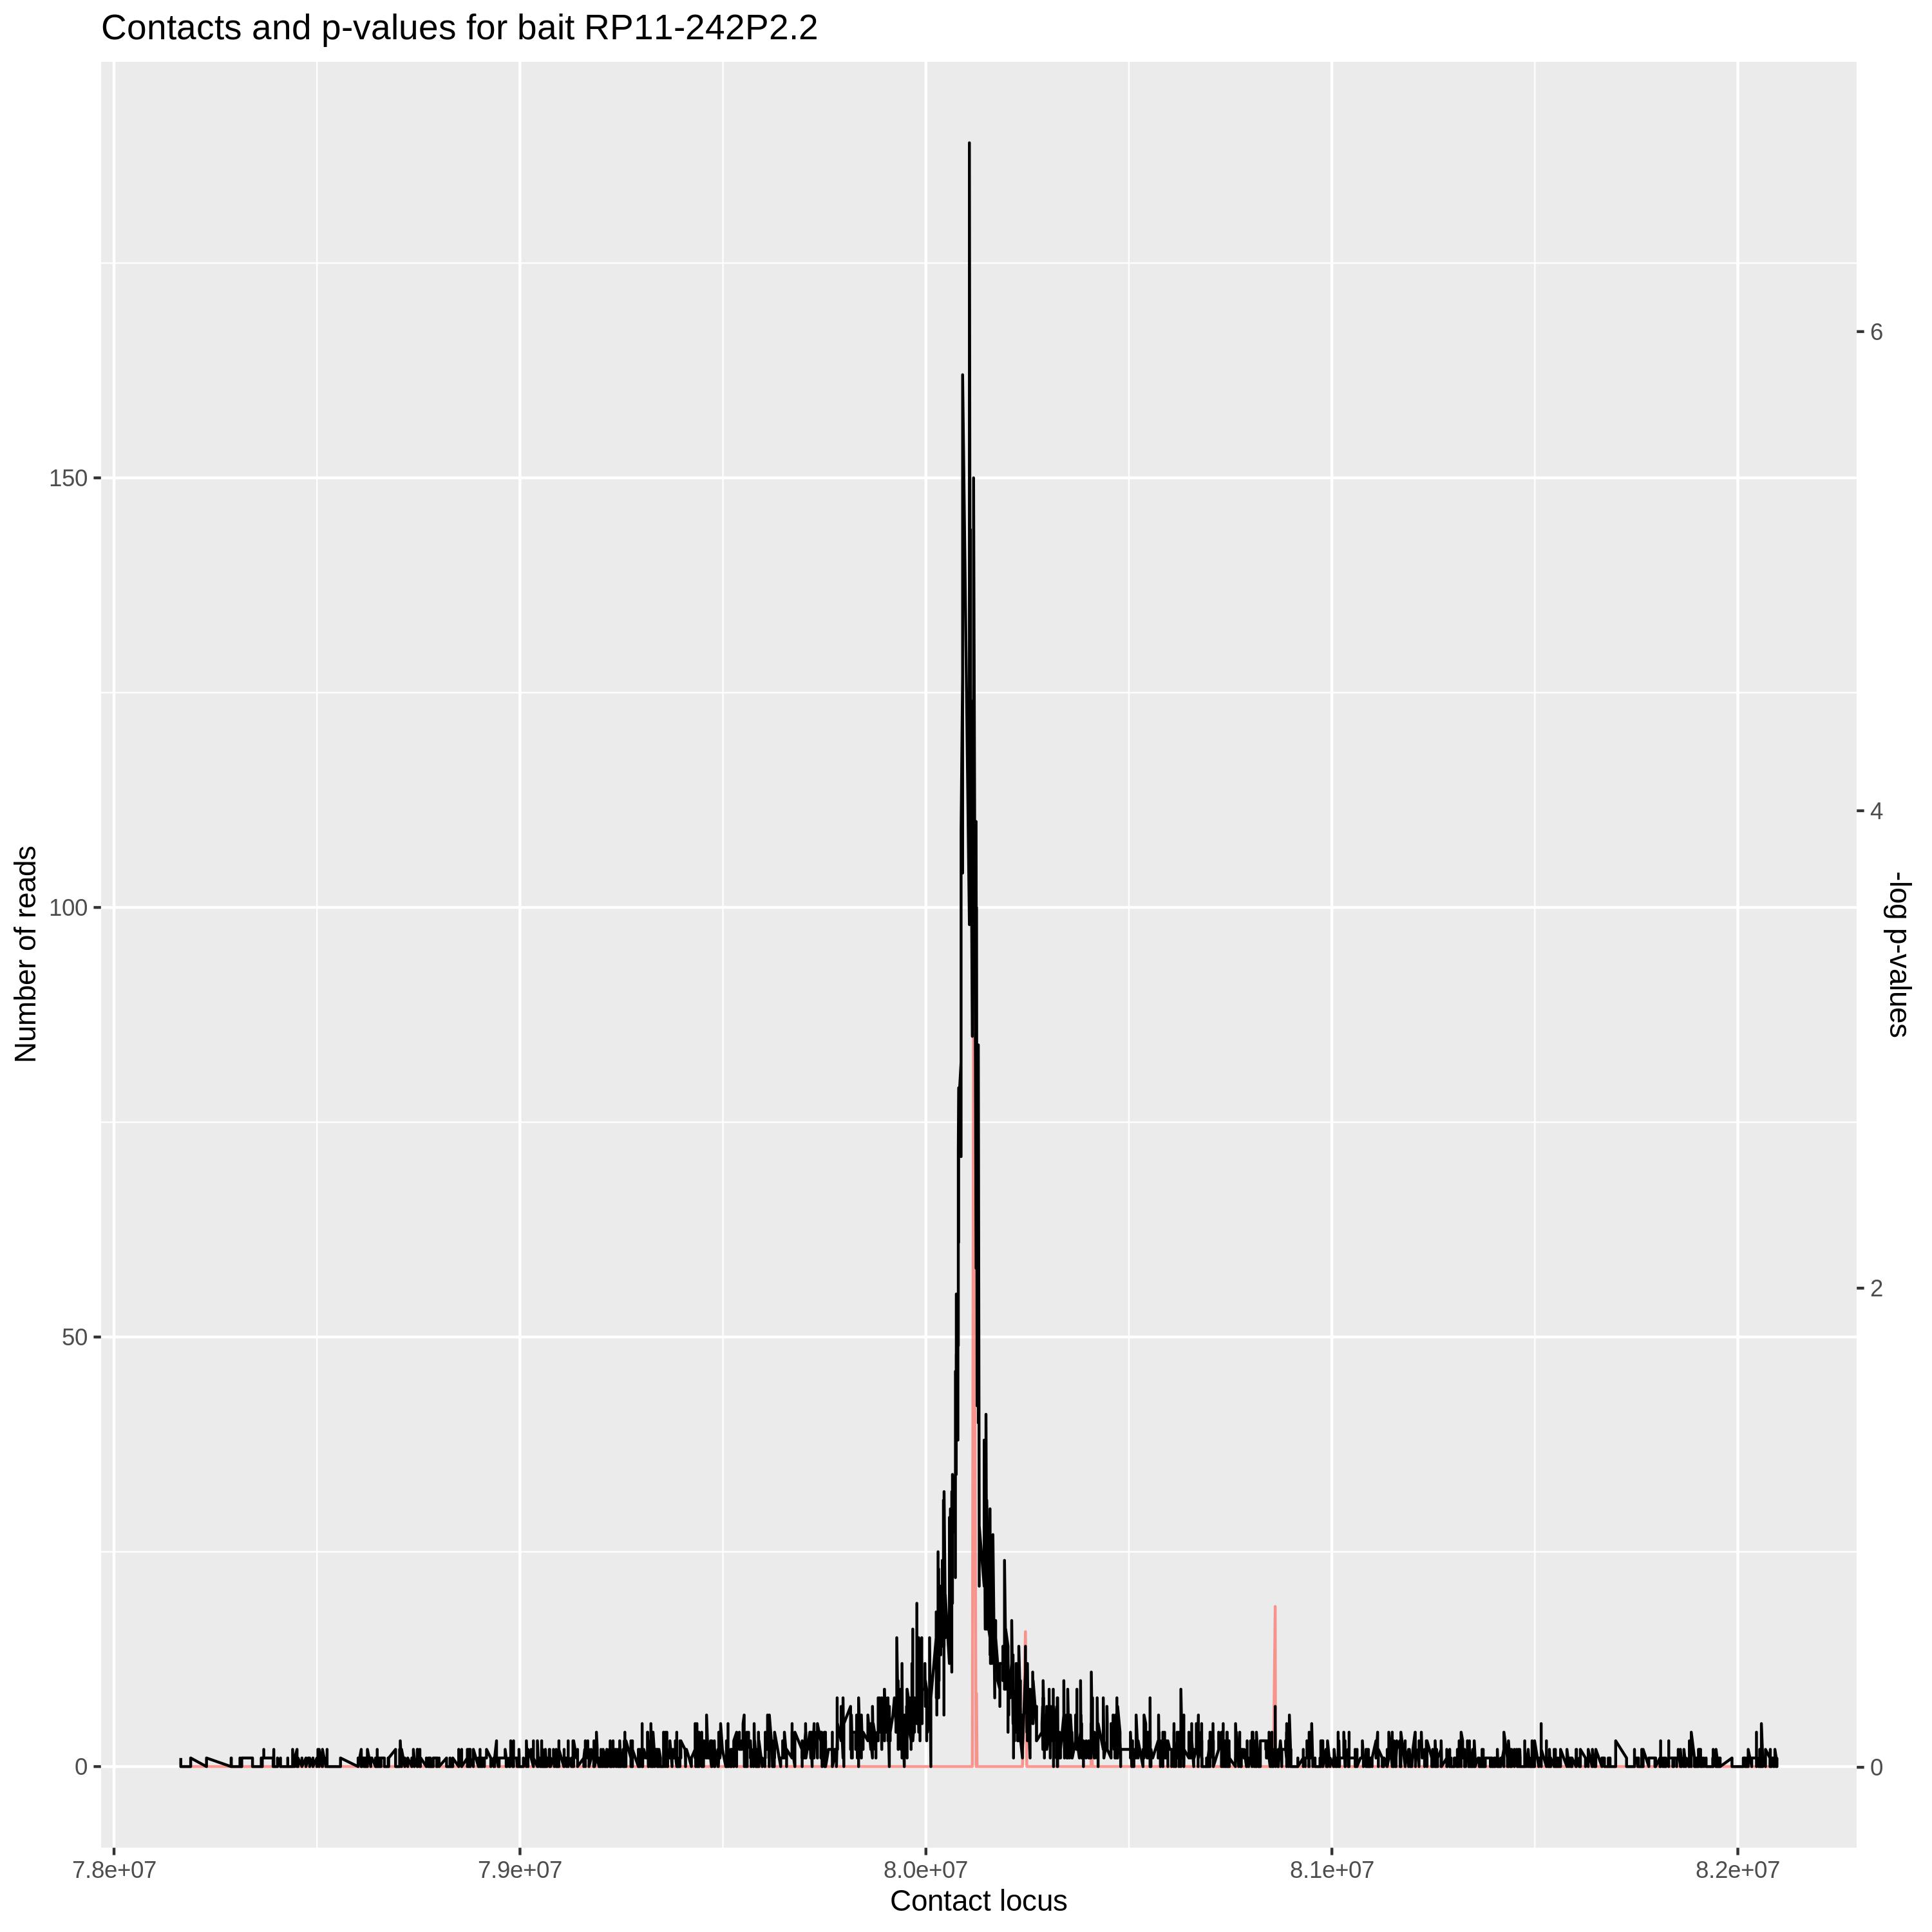 Contacts and p-values for bait RP11-242P2.2
Number of reads
150
100
50
0
6
4
2
0
-log p-values
7.8e+07
7.9e+07
8.0e+07
8.1e+07
8.2e+07
Contact locus